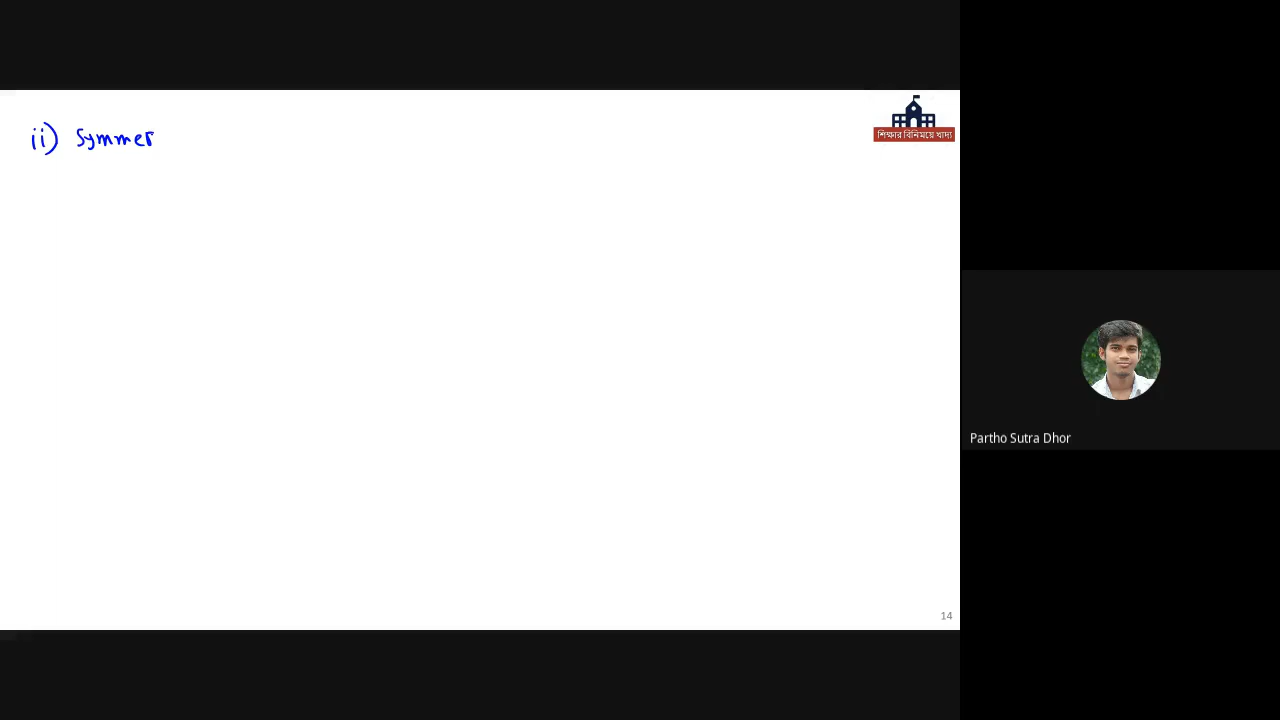 ii) Symmer
শিক্ষার বিনিময়ে খাদ্য
Partho Sutra Dhor
14